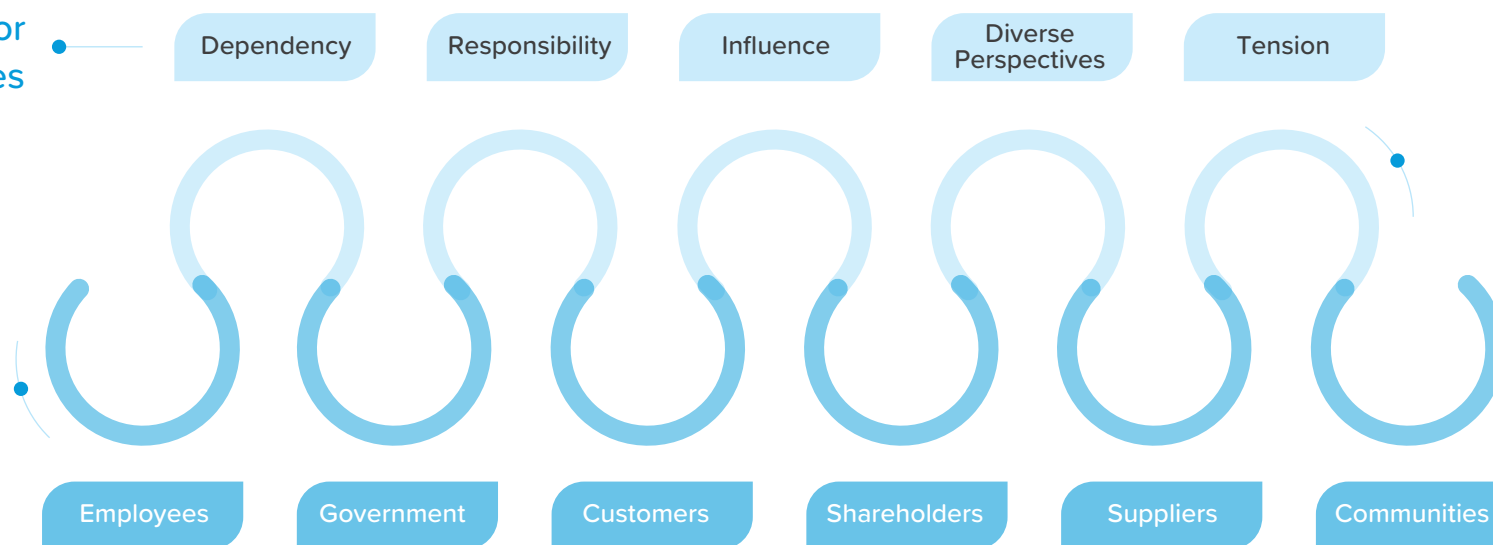 or
es
Dependency
Responsibility
Influence
Diverse
Perspectives
Tension
Employees
Government
Customers
Shareholders
Suppliers
Communities